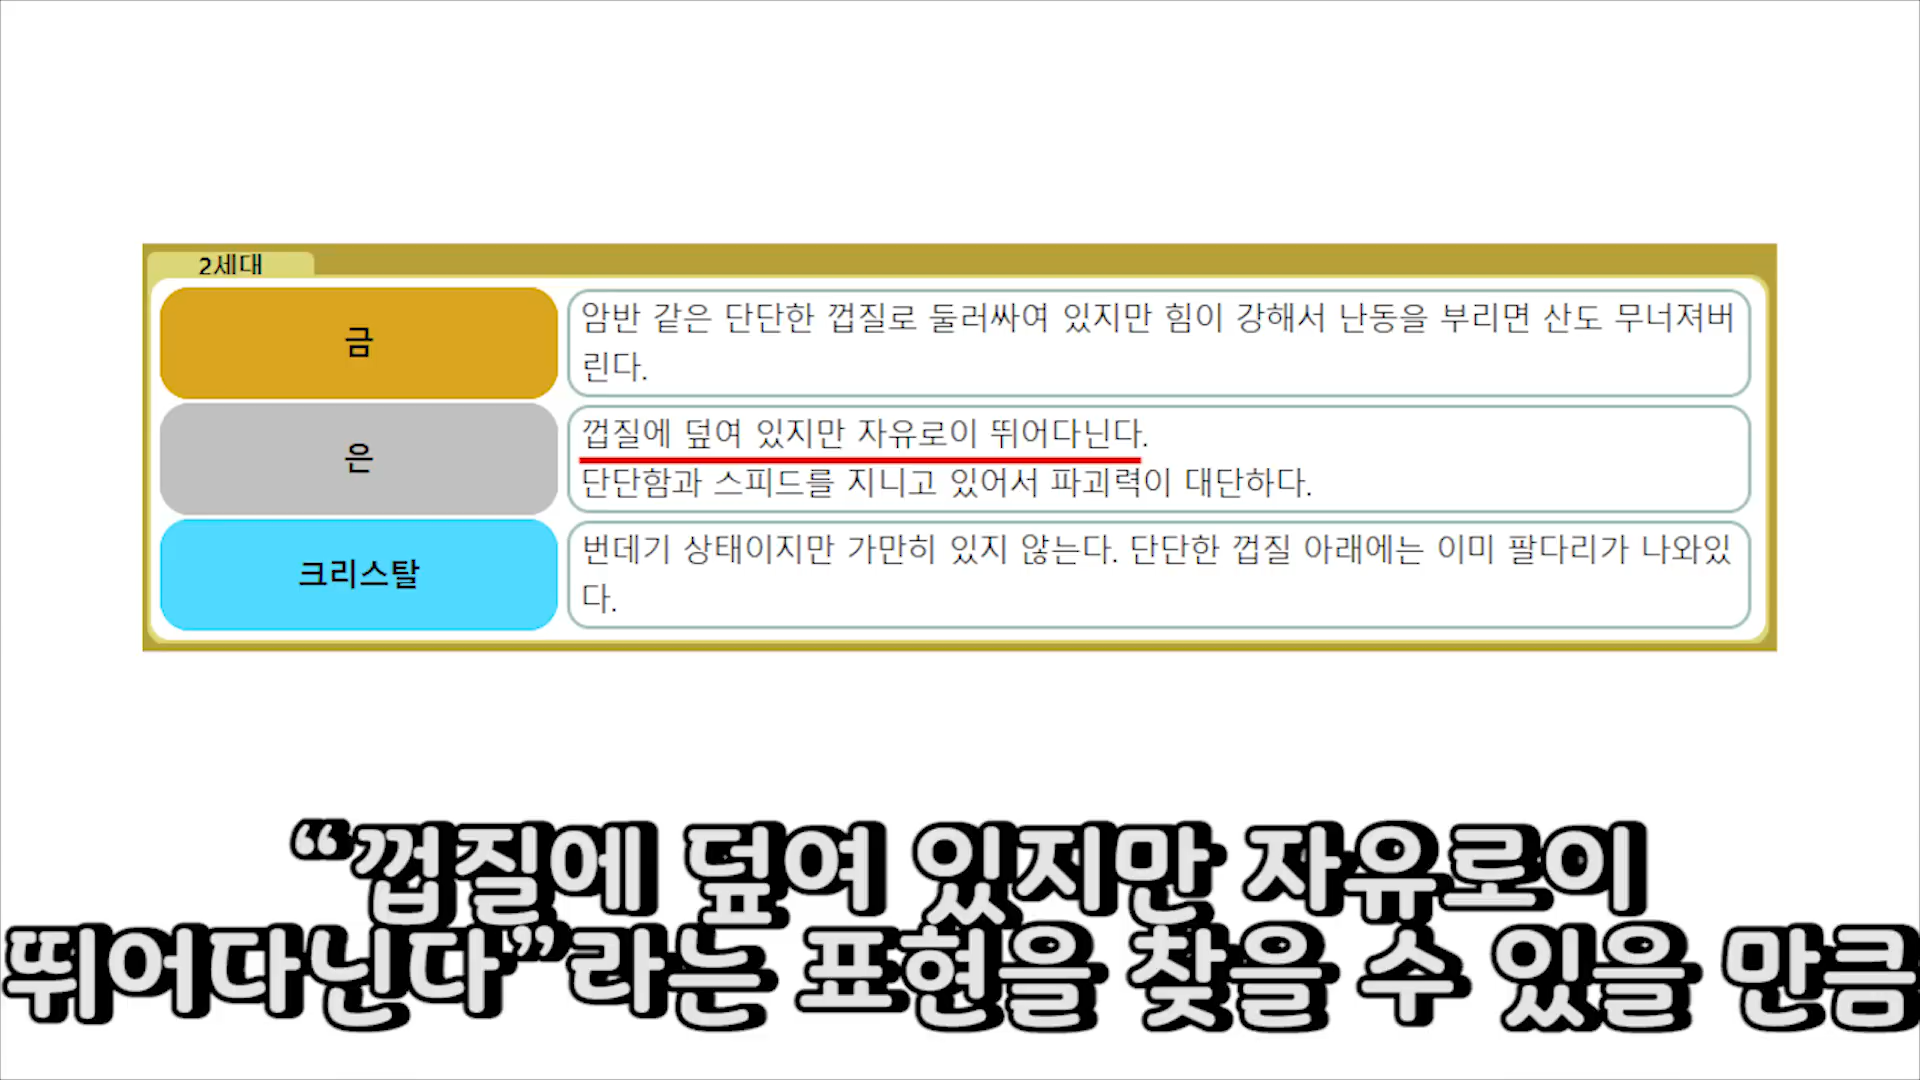 2세대
금
암반 같은 단단한 껍질로 둘러싸여 있지만 힘이 강해서 난동을 부리면 산도 무너져버
린다.
은
껍질에 덮여 있지만 자유로이 뛰어다닌다.
단단함과 스피드를 지니고 있어서 파괴력이 대단하다.
크리스탈
번데기 상태이지만 가만히 있지 않는다. 단단한 껍질 아래에는 이미 팔다리가 나와있
다.
“껍질에 덮여 있지만 자유로이
뛰어다닌다”라는 표현을 찾을 수 있을 만큼